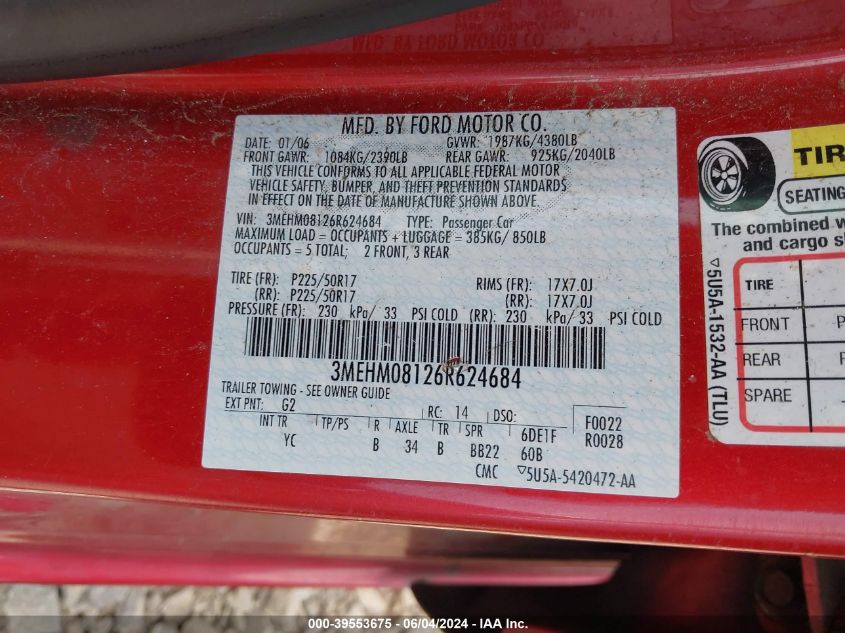 MFD. BY FORD MOTOR CO
MFD. BY FORD MOTOR CO.
DATE: 01/06 GVWR: 1987KG/4380LB
FRONT GAWR: 1084KG/2390LB REAR GAWR: 925KG/2040LB
THIS VEHICLE CONFORMS TO ALL APPLICABLE FEDERAL MOTOR
VEHICLE SAFETY, BUMPER, AND THEFT PREVENTION STANDARDS
IN EFFECT ON THE DATE OF MANUFACTURE SHOWN ABOVE.
VIN: 3MEHM08126R624684 TYPE: Passenger Car
MAXIMUM LOAD = OCCUPANTS + LUGGAGE = 385KG/ 850LB
OCCUPANTS = 5 TOTAL; 2 FRONT, 3 REAR
TIRE (FR): P225/50R17 RIMS (FR): 17X7.0J
(RR): P225/50R17 (RR): 17X7.0J
PRESSURE (FR): 230 kPa/ 33 PSI COLD (RR): 230 kPa/ 33 PSI COLD
3MEHM08126R624684
TRAILER TOWING - SEE OWNER GUIDE
EXT PNT: G2 RC: 14 DSO: F0022
INT TR TP/PS R AXLE TR SPR 6DE1F R0028
YC B 34 B BB22 60B
CMC ▽5U5A-5420472-AA
TIR
SEATING
The combined w
and cargo s
▽5U5A-1532-AA (TLU)
TIRE
FRONT P
REAR
SPARE
00-39553675 - 06/04/2024 - IAA Inc.